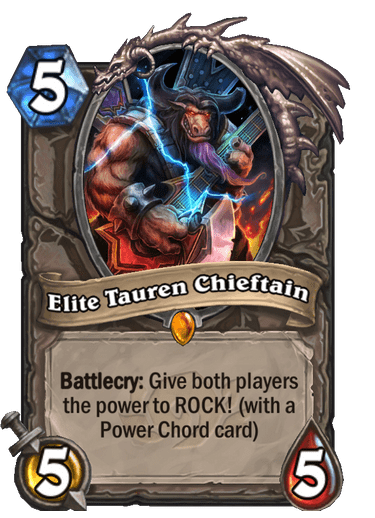 5
Elite Tauren Chieftain
Battlecry: Give both players
the power to ROCK! (with a
Power Chord card)
5
5